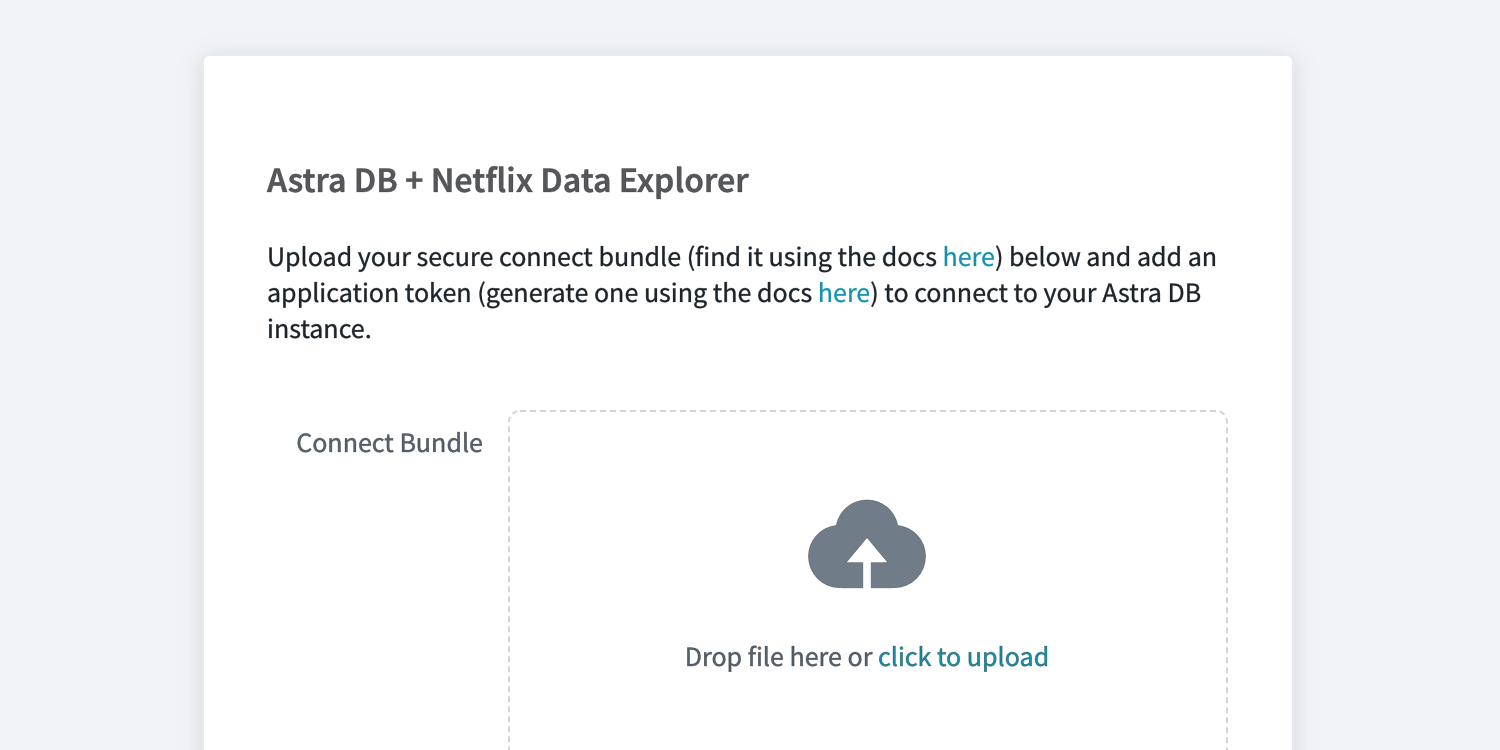 Astra DB + Netflix Data Explorer
Upload your secure connect bundle (find it using the docs here) below and add an
application token (generate one using the docs here) to connect to your Astra DB
instance.
Connect Bundle
Drop file here or click to upload